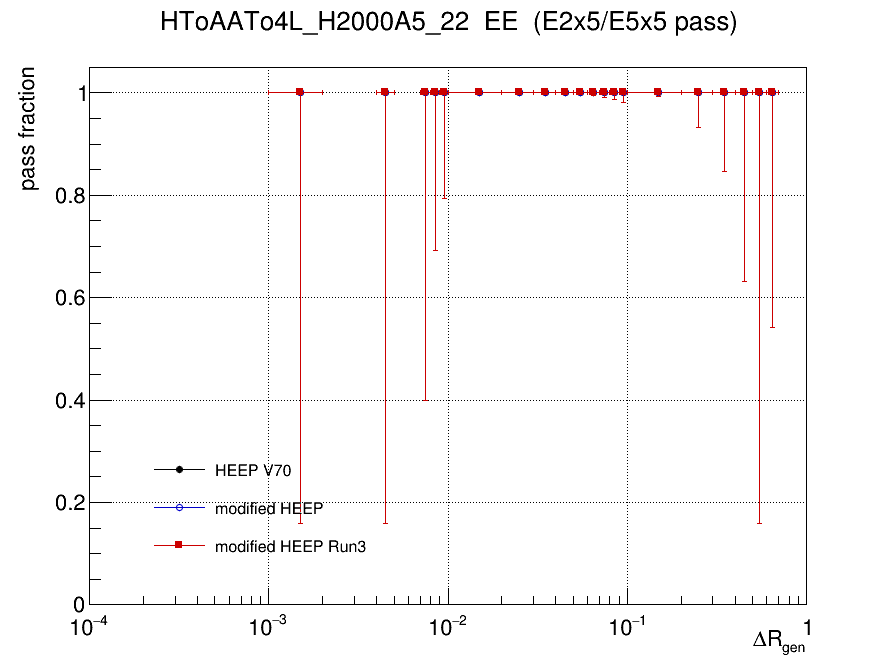 HToAATo4L_H2000A5_22 EE (E2x5/E5x5 pass)
pass fraction
1
0.8
0.6
0.4
0.2
0
HEEP V70
modified HEEP
modified HEEP Run3
10⁻⁴ 10⁻³ 10⁻² 10⁻¹ 1
ΔR_gen